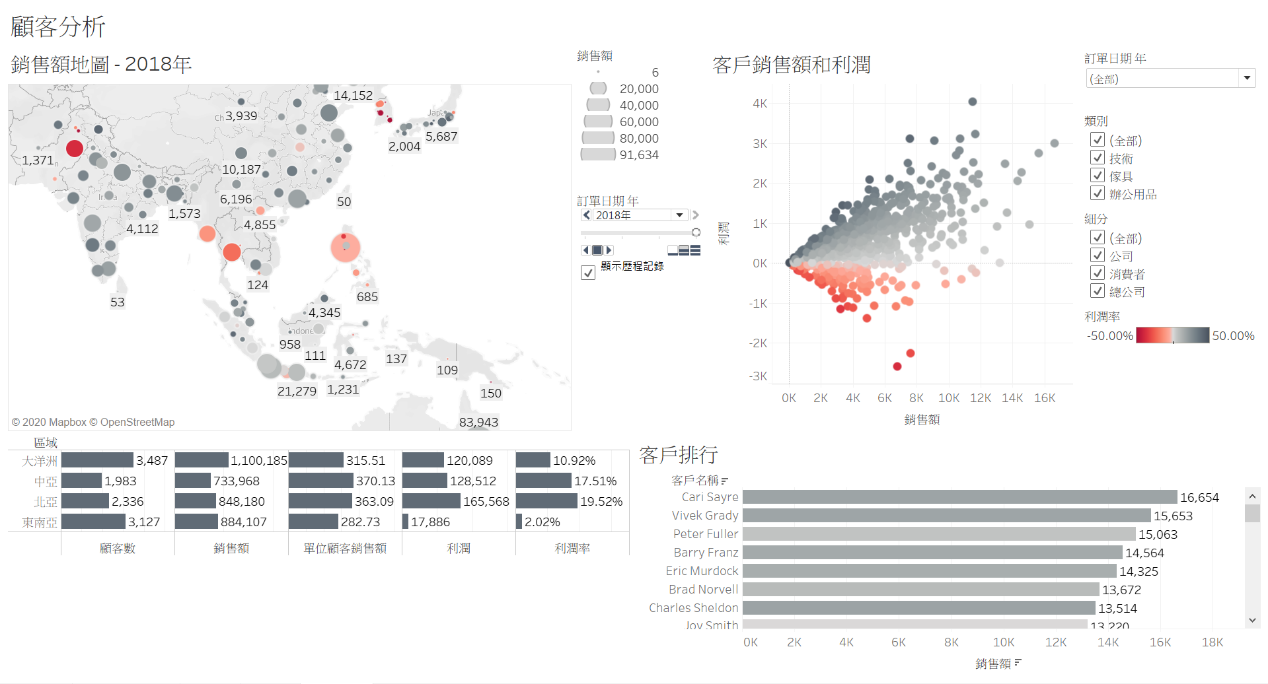 顧客分析
銷售額地圖 - 2018年
14,152
3,939
5,687
2,004
1,371
10,187
6,196
50
1,573
4,855
4,112
124
53
685
4,345
958
111
4,672
137
109
21,279
1,231
150
83,943
© 2020 Mapbox © OpenStreetMap
銷售額
6
20,000
40,000
60,000
80,000
91,634
訂單日期 年
2018年
顯示歷程記錄
客戶銷售額和利潤
4K
3K
2K
1K
0K
-1K
-2K
-3K
利潤
0K 2K 4K 6K 8K 10K 12K 14K 16K
銷售額
訂單日期 年
(全部)
類別
(全部)
技術
傢具
辦公用品
細分
(全部)
公司
消費者
總公司
利潤率
-50.00% 50.00%
區域
大洋洲 3,487 1,100,185 315.51 120,089 10.92%
中亞 1,983 733,968 370.13 128,512 17.51%
北亞 2,336 848,180 363.09 165,568 19.52%
東南亞 3,127 884,107 282.73 17,886 2.02%
顧客數 銷售額 單位顧客銷售額 利潤 利潤率
客戶排行
客戶名稱
Cari Sayre 16,654
Vivek Grady 15,653
Peter Fuller 15,063
Barry Franz 14,564
Eric Murdock 14,325
Brad Norvell 13,672
Charles Sheldon 13,514
Joy Smith 13,220
0K 2K 4K 6K 8K 10K 12K 14K 16K 18K
銷售額